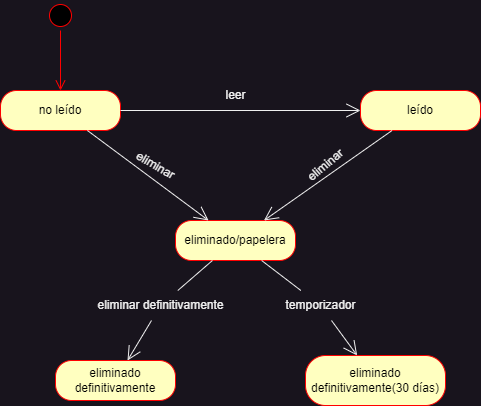 leer
no leído
leído
eliminar
eliminar
eliminado/papelera
eliminar definitivamente
temporizador
eliminado
definitivamente
eliminado
definitivamente(30 días)